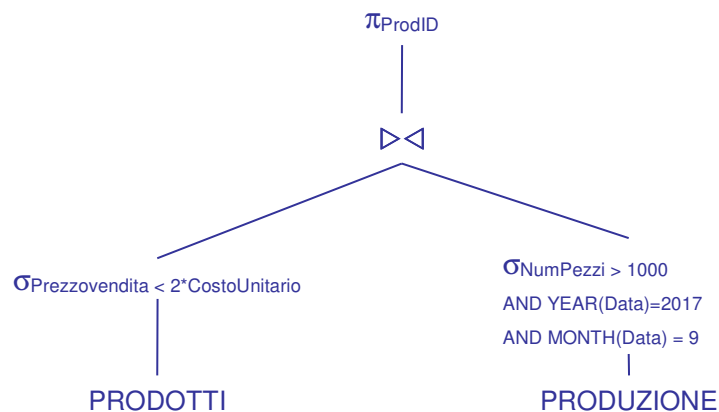 πProdID
▷◁
σPrezzovendita < 2*CostoUnitario
σNumPezzi > 1000
AND YEAR(Data)=2017
AND MONTH(Data) = 9
PRODOTTI
PRODUZIONE